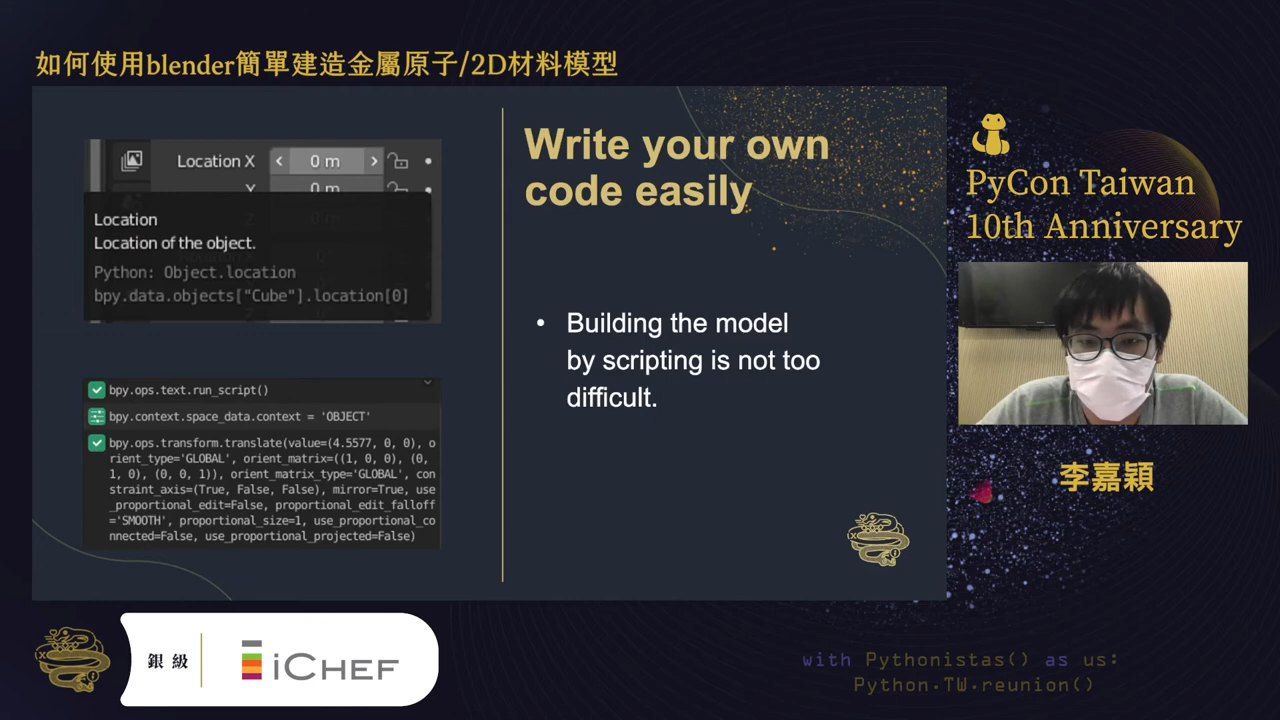 如何使用blender簡單建造金屬原子/2D材料模型
Location X
0 m
Y
0 m
Location
Location of the object.
Python: Object.location
bpy.data.objects["Cube"].location[0]
bpy.ops.text.run_script()
bpy.context.space_data.context = 'OBJECT'
bpy.ops.transform.translate(value=(4.5577, 0, 0), o
rient_type='GLOBAL', orient_matrix=((1, 0, 0), (0,
1, 0), (0, 0, 1)), orient_matrix_type='GLOBAL', con
straint_axis=(True, False, False), mirror=True, use
_proportional_edit=False, proportional_edit_falloff
='SMOOTH', proportional_size=1, use_proportional_co
nnected=False, use_proportional_projected=False)
Write your own
code easily
• Building the model
by scripting is not too
difficult.
PyCon Taiwan
10th Anniversary
李嘉穎
銀級
iCHEF
with Pythonistas() as us:
Python.TW.reunion()